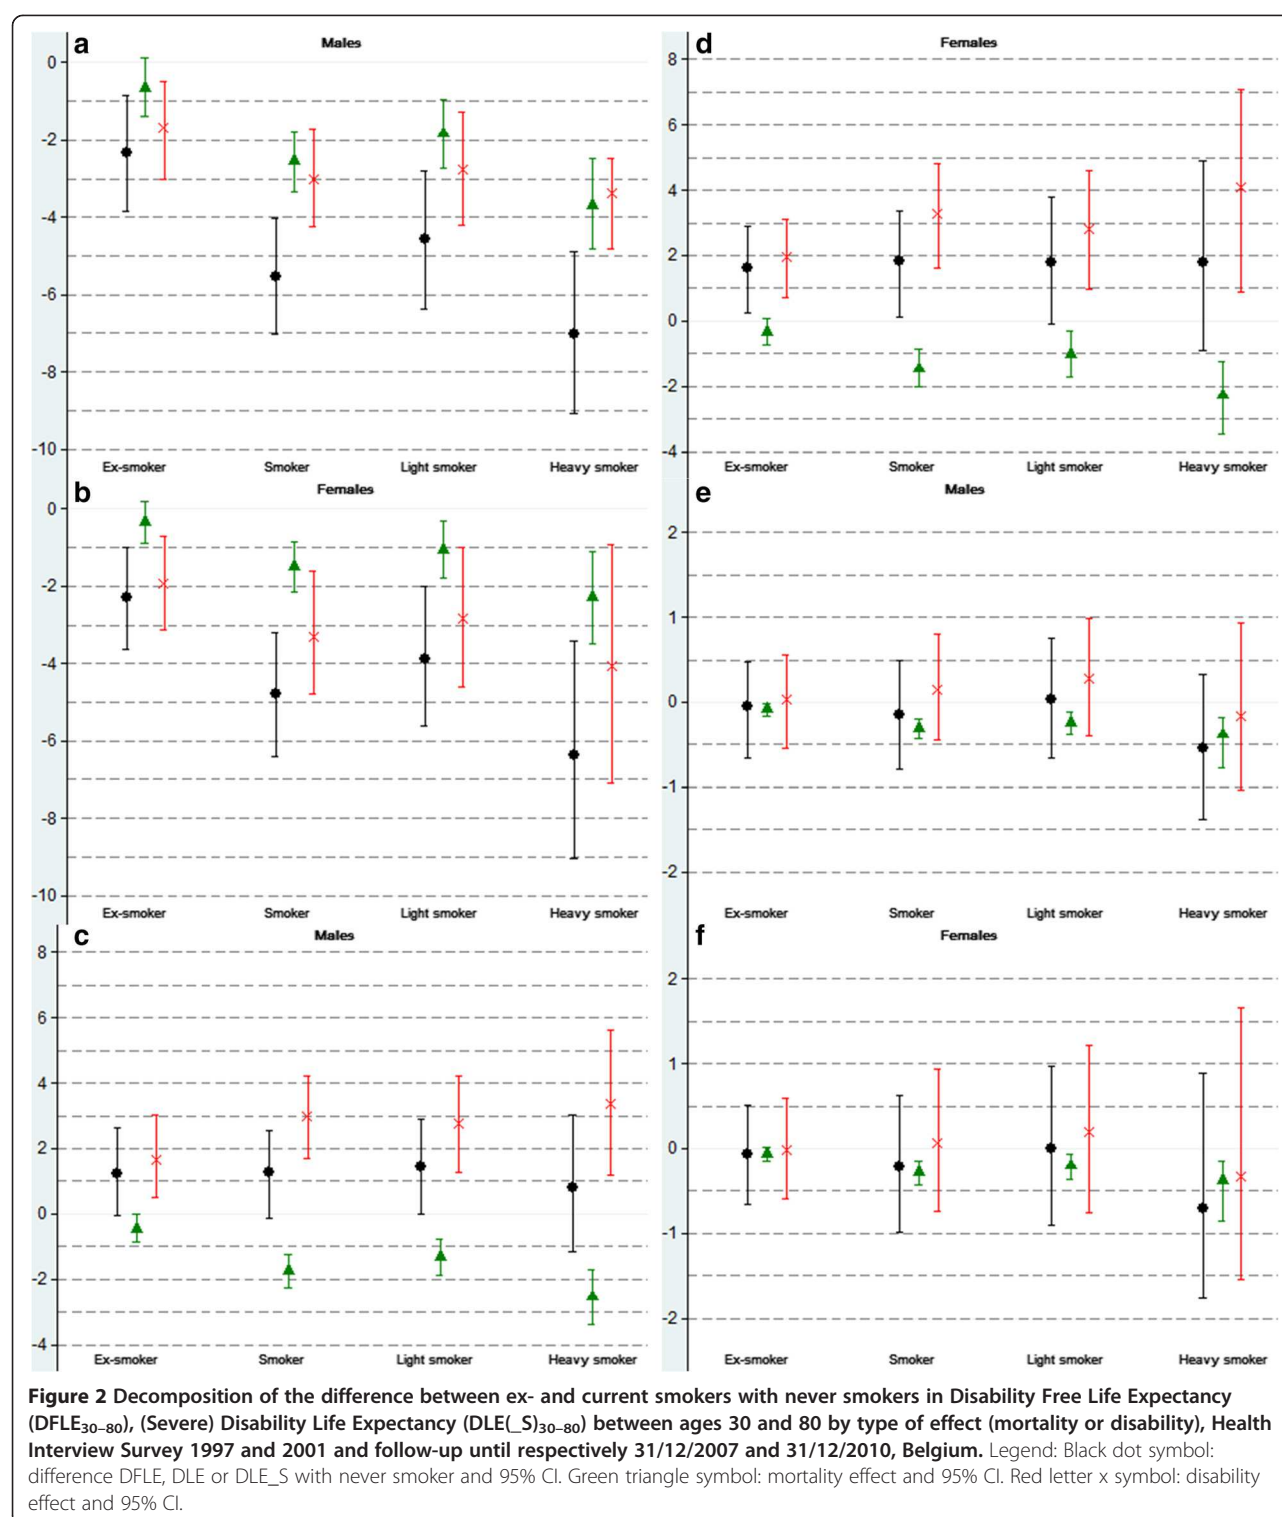 a
Males
0
-2
-4
-6
-8
-10
Ex-smoker Smoker Light smoker Heavy smoker
b
Females
0
-2
-4
-6
-8
-10
Ex-smoker Smoker Light smoker Heavy smoker
c
Males
8
6
4
2
0
-2
-4
Ex-smoker Smoker Light smoker Heavy smoker
d
Females
8
6
4
2
0
-2
-4
Ex-smoker Smoker Light smoker Heavy smoker
e
Males
2
1
0
-1
-2
Ex-smoker Smoker Light smoker Heavy smoker
f
Females
2
1
0
-1
-2
Ex-smoker Smoker Light smoker Heavy smoker
Figure 2 Decomposition of the difference between ex- and current smokers with never smokers in Disability Free Life Expectancy
(DFLE30–80), (Severe) Disability Life Expectancy (DLE(_S)30–80) between ages 30 and 80 by type of effect (mortality or disability), Health
Interview Survey 1997 and 2001 and follow-up until respectively 31/12/2007 and 31/12/2010, Belgium. Legend: Black dot symbol:
difference DFLE, DLE or DLE_S with never smoker and 95% CI. Green triangle symbol: mortality effect and 95% CI. Red letter x symbol: disability
effect and 95% CI.